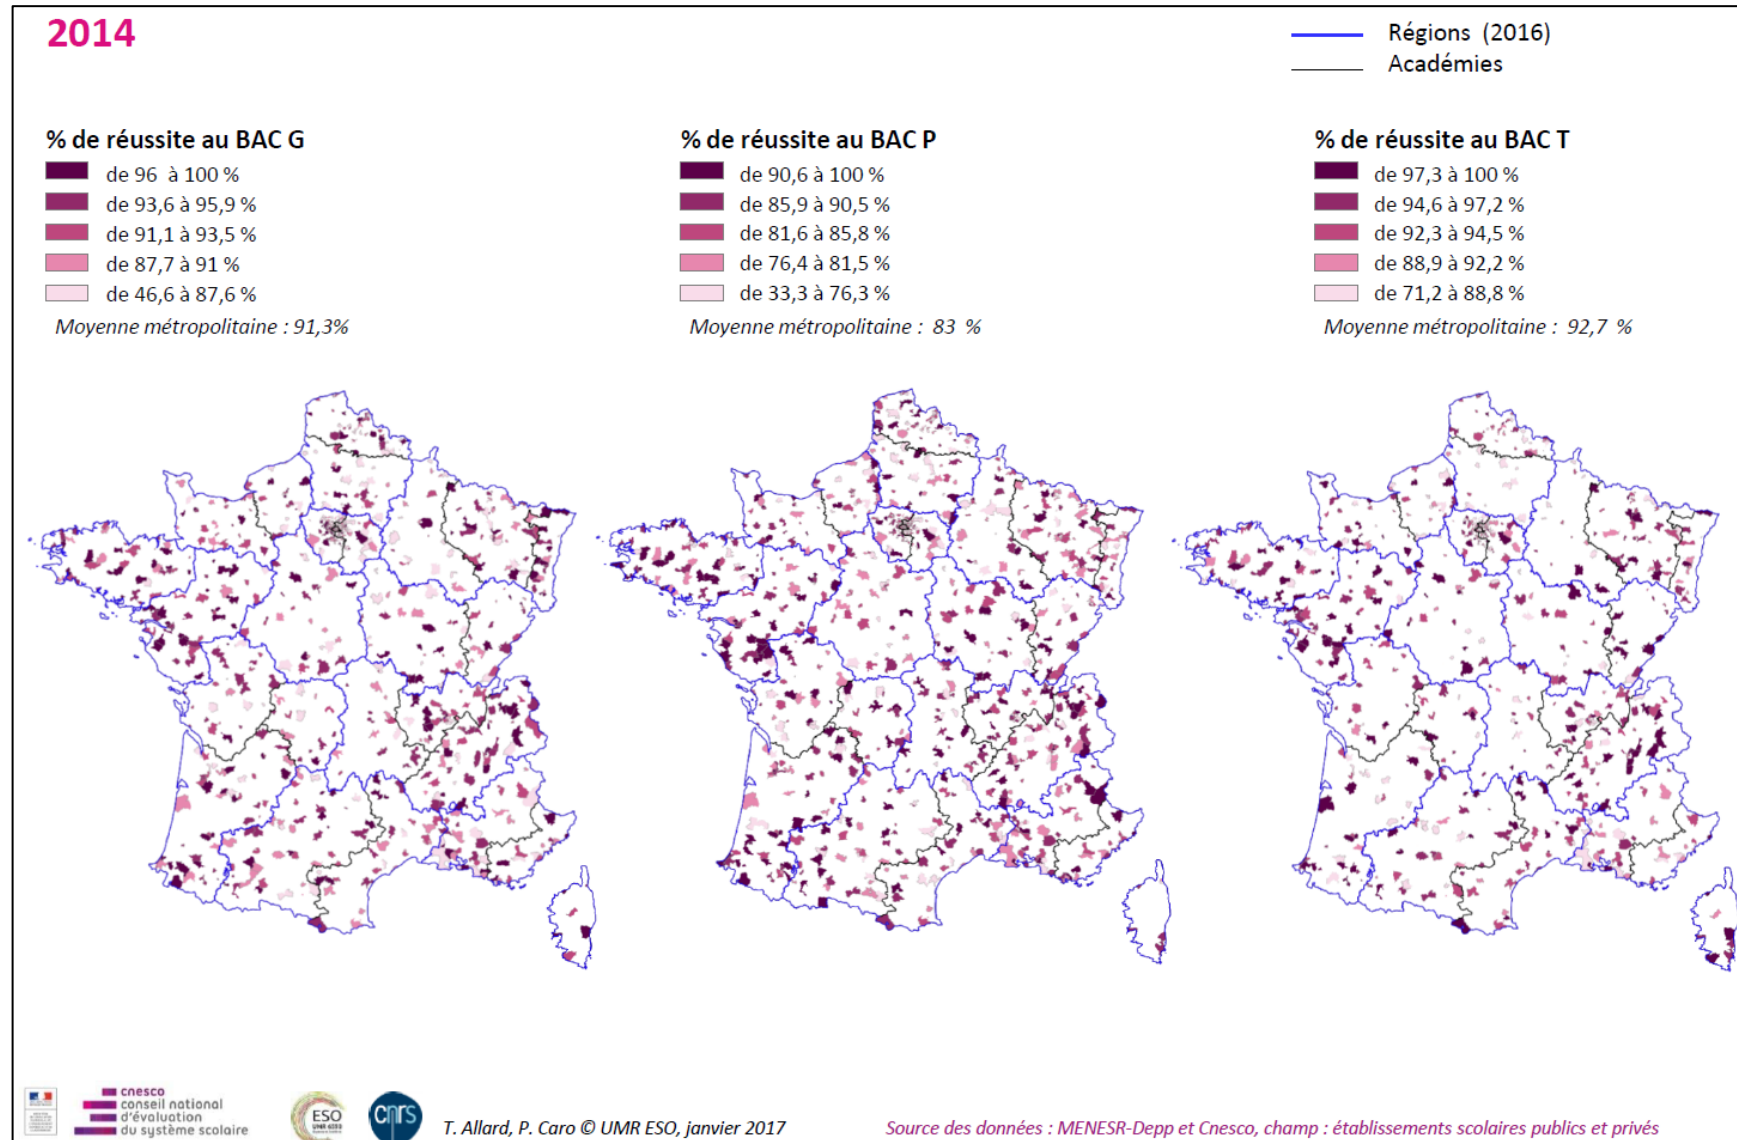 2014
Régions (2016)
Académies
% de réussite au BAC G
de 96 à 100 %
de 93,6 à 95,9 %
de 91,1 à 93,5 %
de 87,7 à 91 %
de 46,6 à 87,6 %
Moyenne métropolitaine : 91,3%
% de réussite au BAC P
de 90,6 à 100 %
de 85,9 à 90,5 %
de 81,6 à 85,8 %
de 76,4 à 81,5 %
de 33,3 à 76,3 %
Moyenne métropolitaine : 83 %
% de réussite au BAC T
de 97,3 à 100 %
de 94,6 à 97,2 %
de 92,3 à 94,5 %
de 88,9 à 92,2 %
de 71,2 à 88,8 %
Moyenne métropolitaine : 92,7 %
cnesco
conseil national
d'évaluation
du système scolaire
ESO
cnrs
T. Allard, P. Caro © UMR ESO, janvier 2017
Source des données : MENESR-Depp et Cnesco, champ : établissements scolaires publics et privés